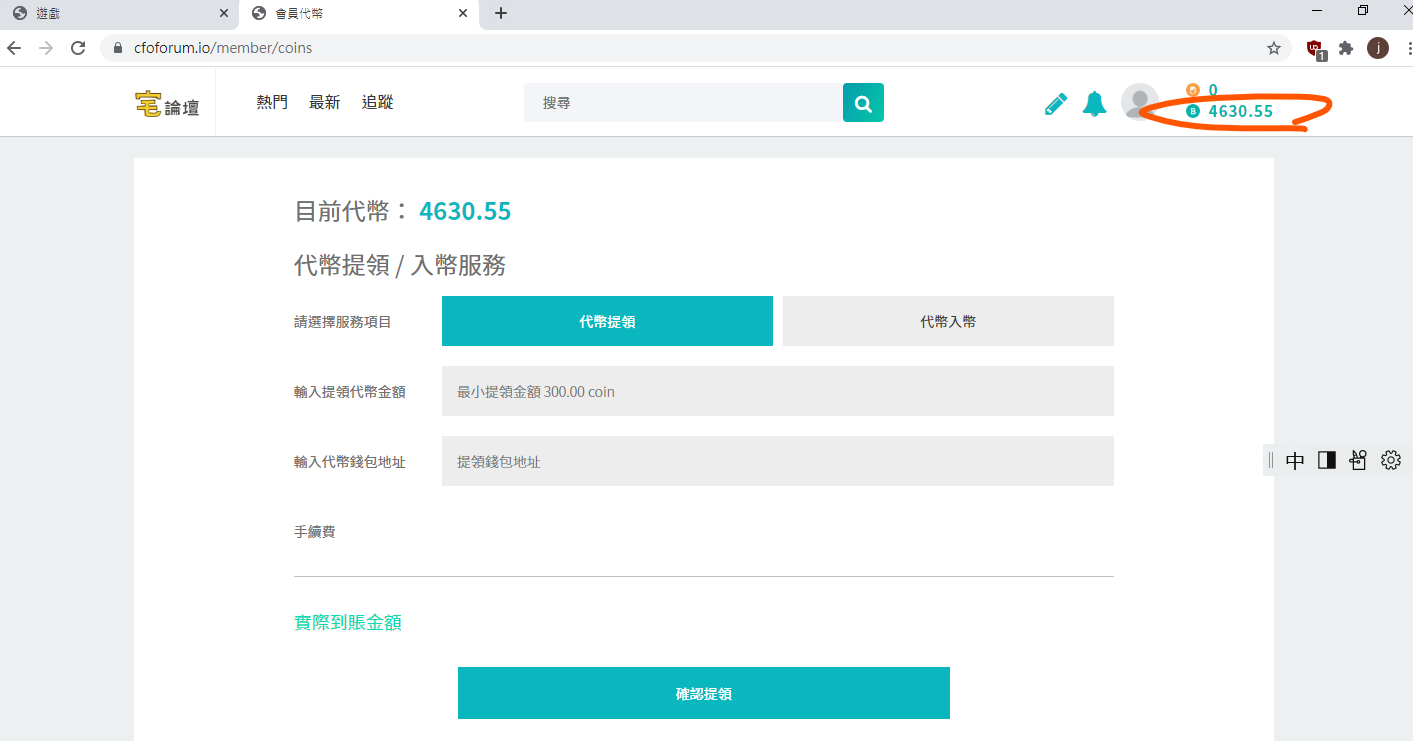 遊戲
會員代幣
cfoforum.io/member/coins
1
j
宅論壇
熱門 最新 追蹤
搜尋
0
B 4630.55
目前代幣： 4630.55
代幣提領 / 入幣服務
請選擇服務項目 代幣提領 代幣入幣
輸入提領代幣金額 最小提領金額 300.00 coin
輸入代幣錢包地址 提領錢包地址
中
手續費
實際到賬金額
確認提領